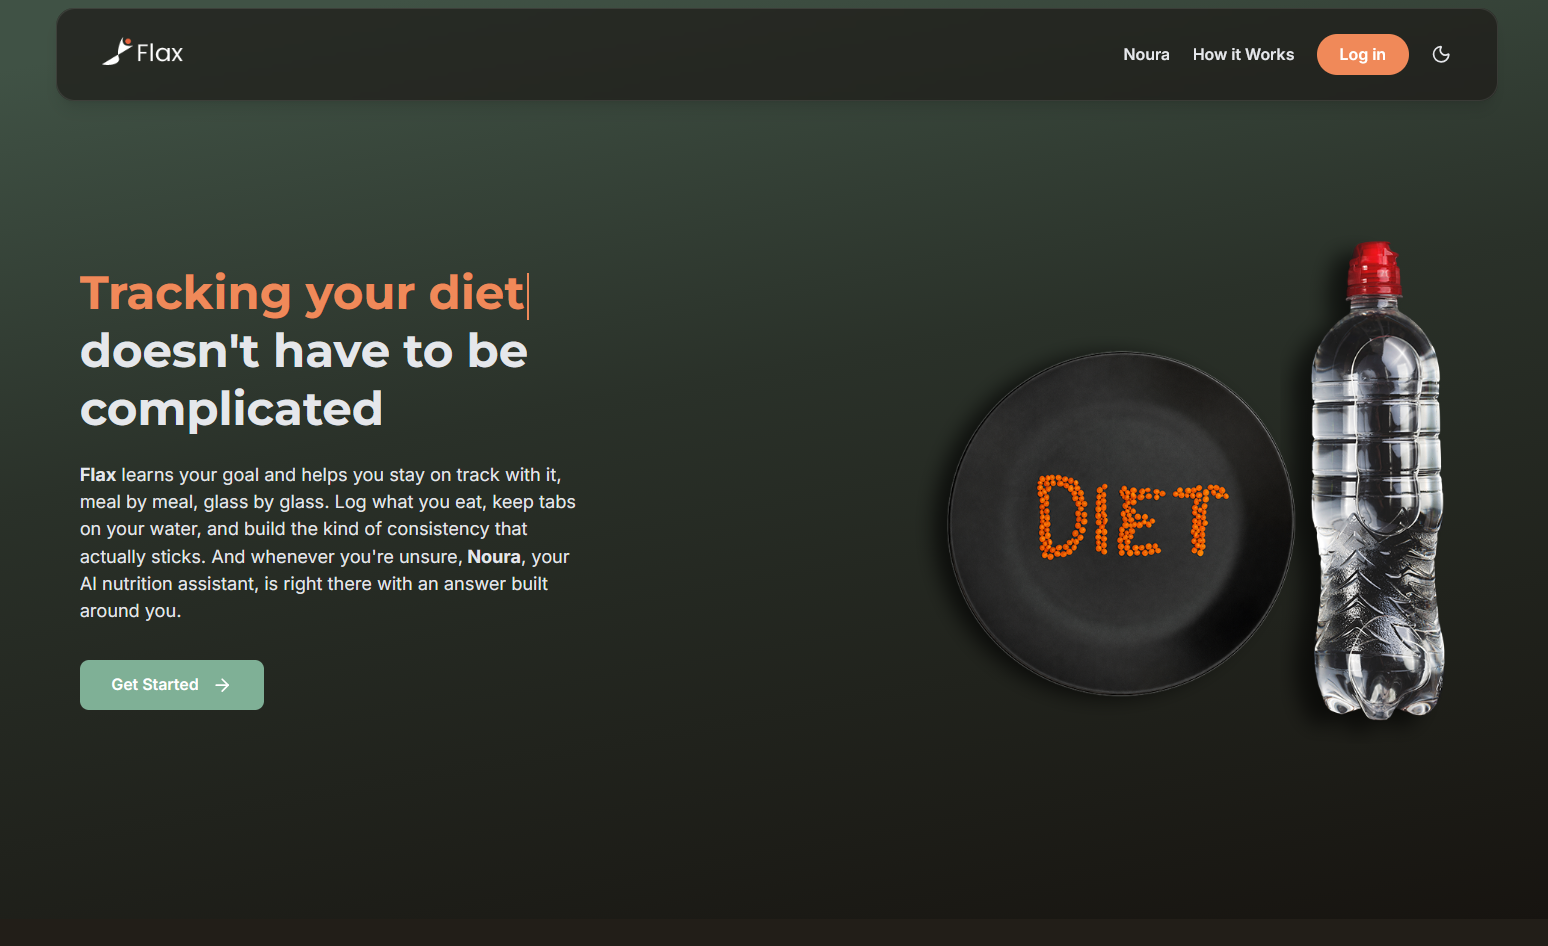 Flax
Noura
How it Works
Log in
Tracking your diet
doesn't have to be
complicated
Flax learns your goal and helps you stay on track with it,
meal by meal, glass by glass. Log what you eat, keep tabs
on your water, and build the kind of consistency that
actually sticks. And whenever you're unsure, Noura, your
AI nutrition assistant, is right there with an answer built
around you.
Get Started
DIET